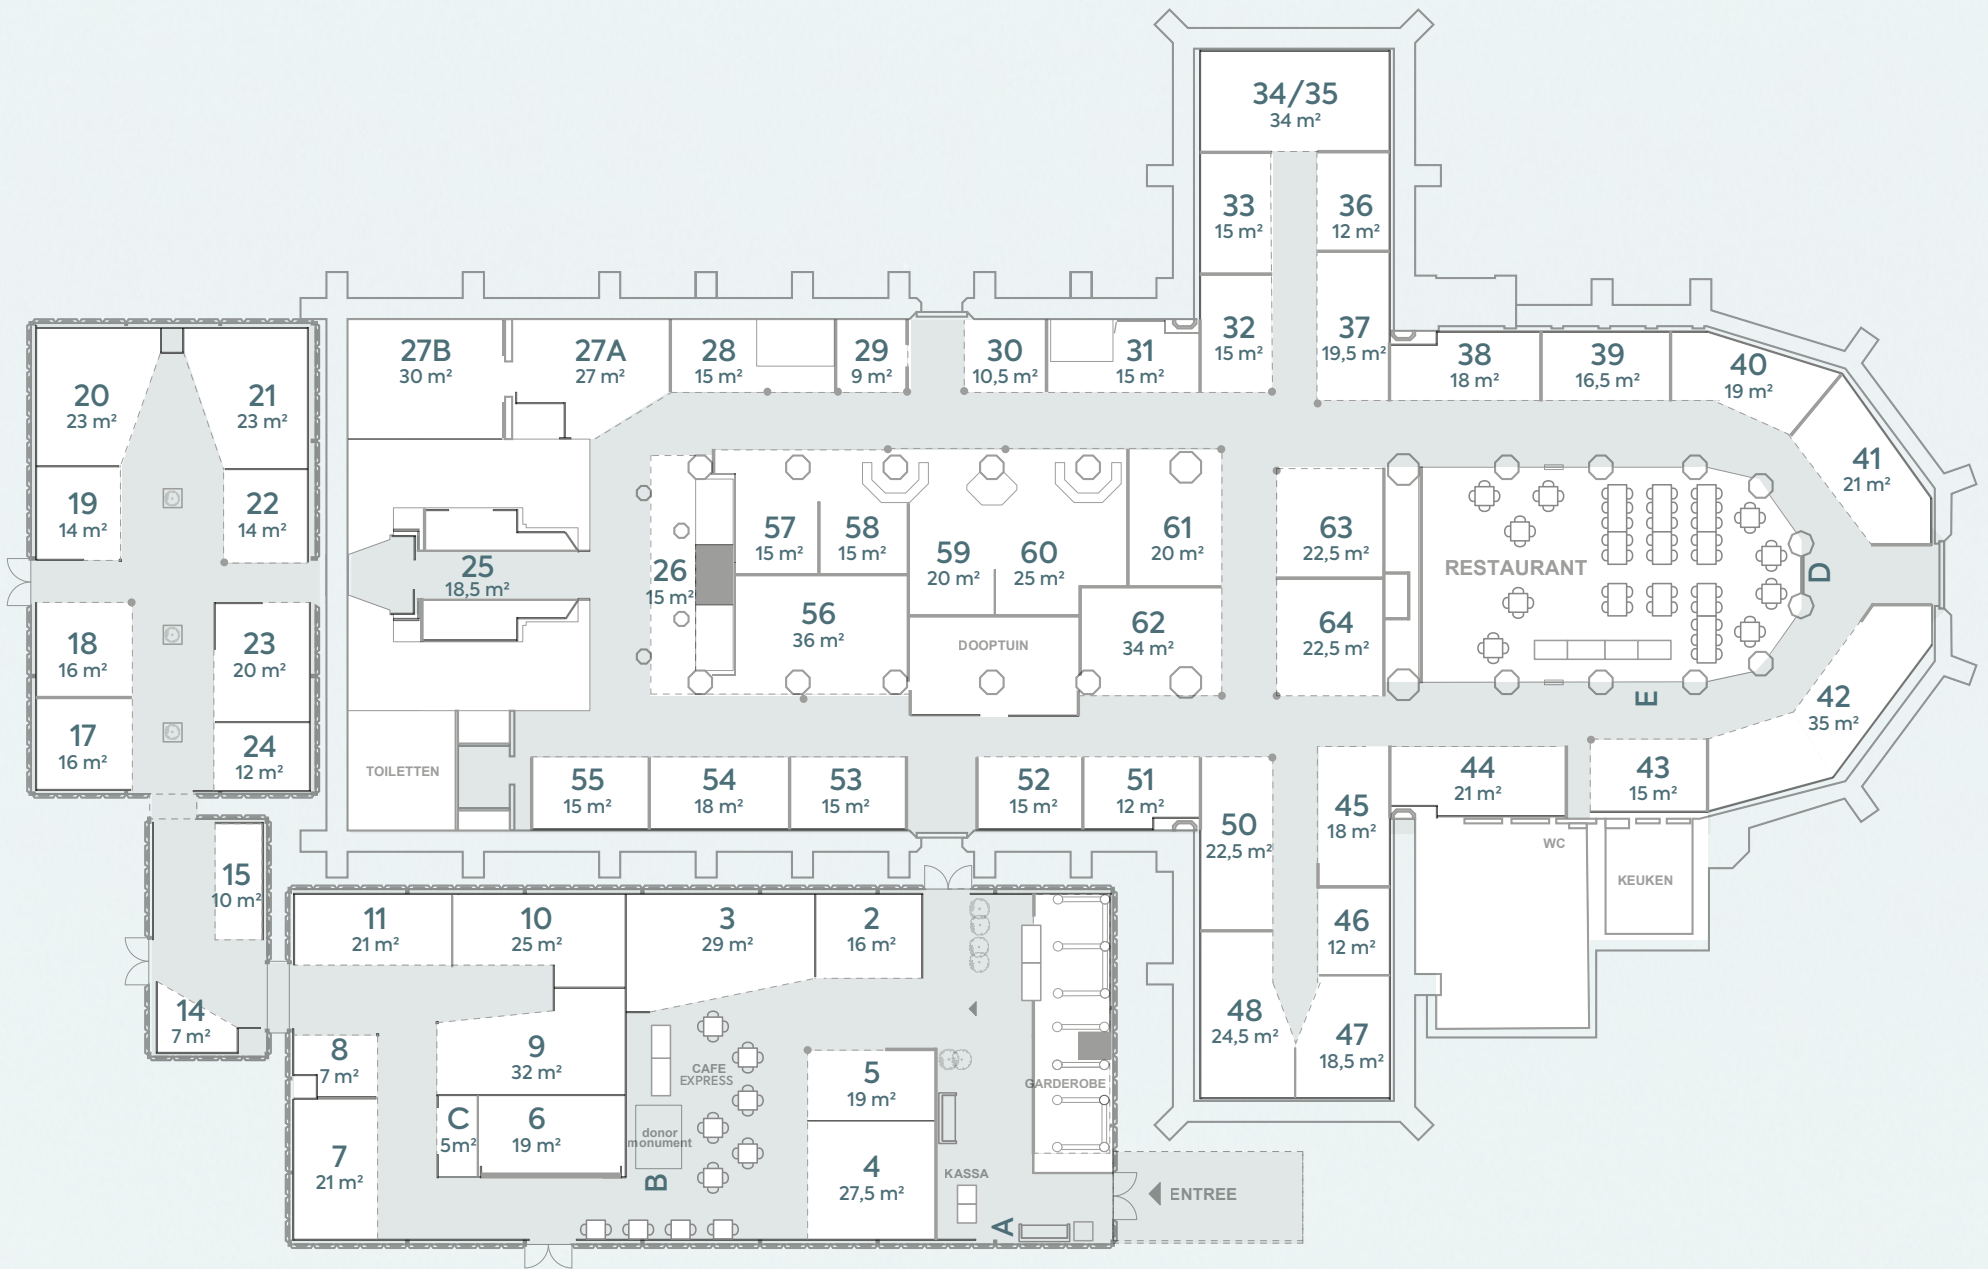 34/35
34 m²
33
15 m²
36
12 m²
32
15 m²
37
19,5 m²
27B
30 m²
27A
27 m²
28
15 m²
29
9 m²
30
10,5 m²
31
15 m²
38
18 m²
39
16,5 m²
40
19 m²
41
21 m²
20
23 m²
21
23 m²
19
14 m²
22
14 m²
18
16 m²
23
20 m²
17
16 m²
24
12 m²
25
18,5 m²
26
15 m²
57
15 m²
58
15 m²
59
20 m²
60
25 m²
61
20 m²
63
22,5 m²
RESTAURANT
D
56
36 m²
DOOPTUIN
62
34 m²
64
22,5 m²
E
42
35 m²
TOILETTEN
55
15 m²
54
18 m²
53
15 m²
52
15 m²
51
12 m²
50
22,5 m²
45
18 m²
44
21 m²
43
15 m²
WC
KEUKEN
46
12 m²
48
24,5 m²
47
18,5 m²
15
10 m²
14
7 m²
11
21 m²
10
25 m²
3
29 m²
2
16 m²
8
7 m²
9
32 m²
CAFE
EXPRESS
5
19 m²
GARDEROBE
C
5m²
6
19 m²
donor
monument
7
21 m²
B
4
27,5 m²
KASSA
A
ENTREE